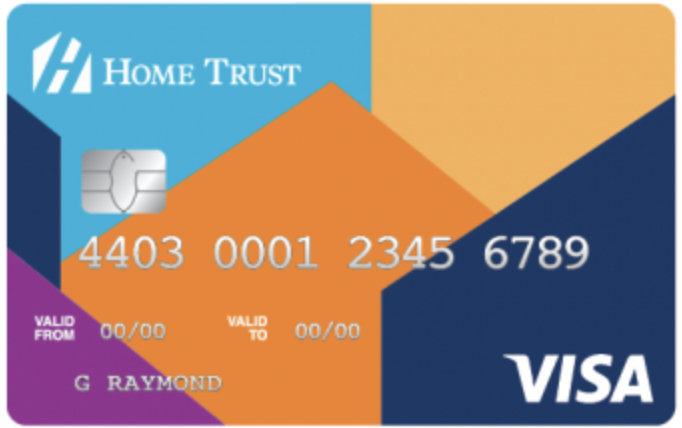 HOME TRUST
4403 0001 2345 6789
VALID FROM 00/00 VALID TO 00/00
G RAYMOND
VISA